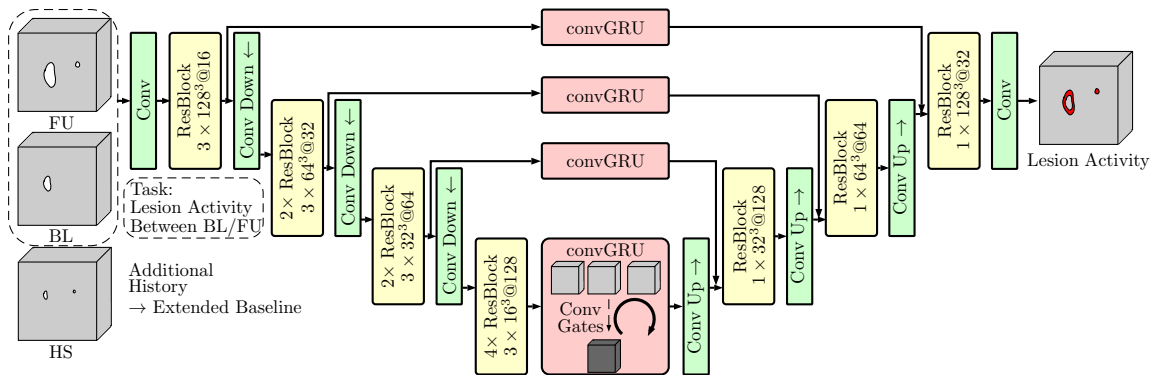 FU
BL
HS
Task:
Lesion Activity
Between BL/FU
Additional
History
→ Extended Baseline
Conv
ResBlock
3 × 128³@16
Conv Down ←
2× ResBlock
3 × 64³@32
Conv Down ←
2× ResBlock
3 × 32³@64
Conv Down ←
4× ResBlock
3 × 16³@128
convGRU
convGRU
convGRU
convGRU
Conv
Gates
Conv Up →
ResBlock
1 × 32³@128
Conv Up →
ResBlock
1 × 64³@64
Conv Up →
ResBlock
1 × 128³@32
Conv
Lesion Activity